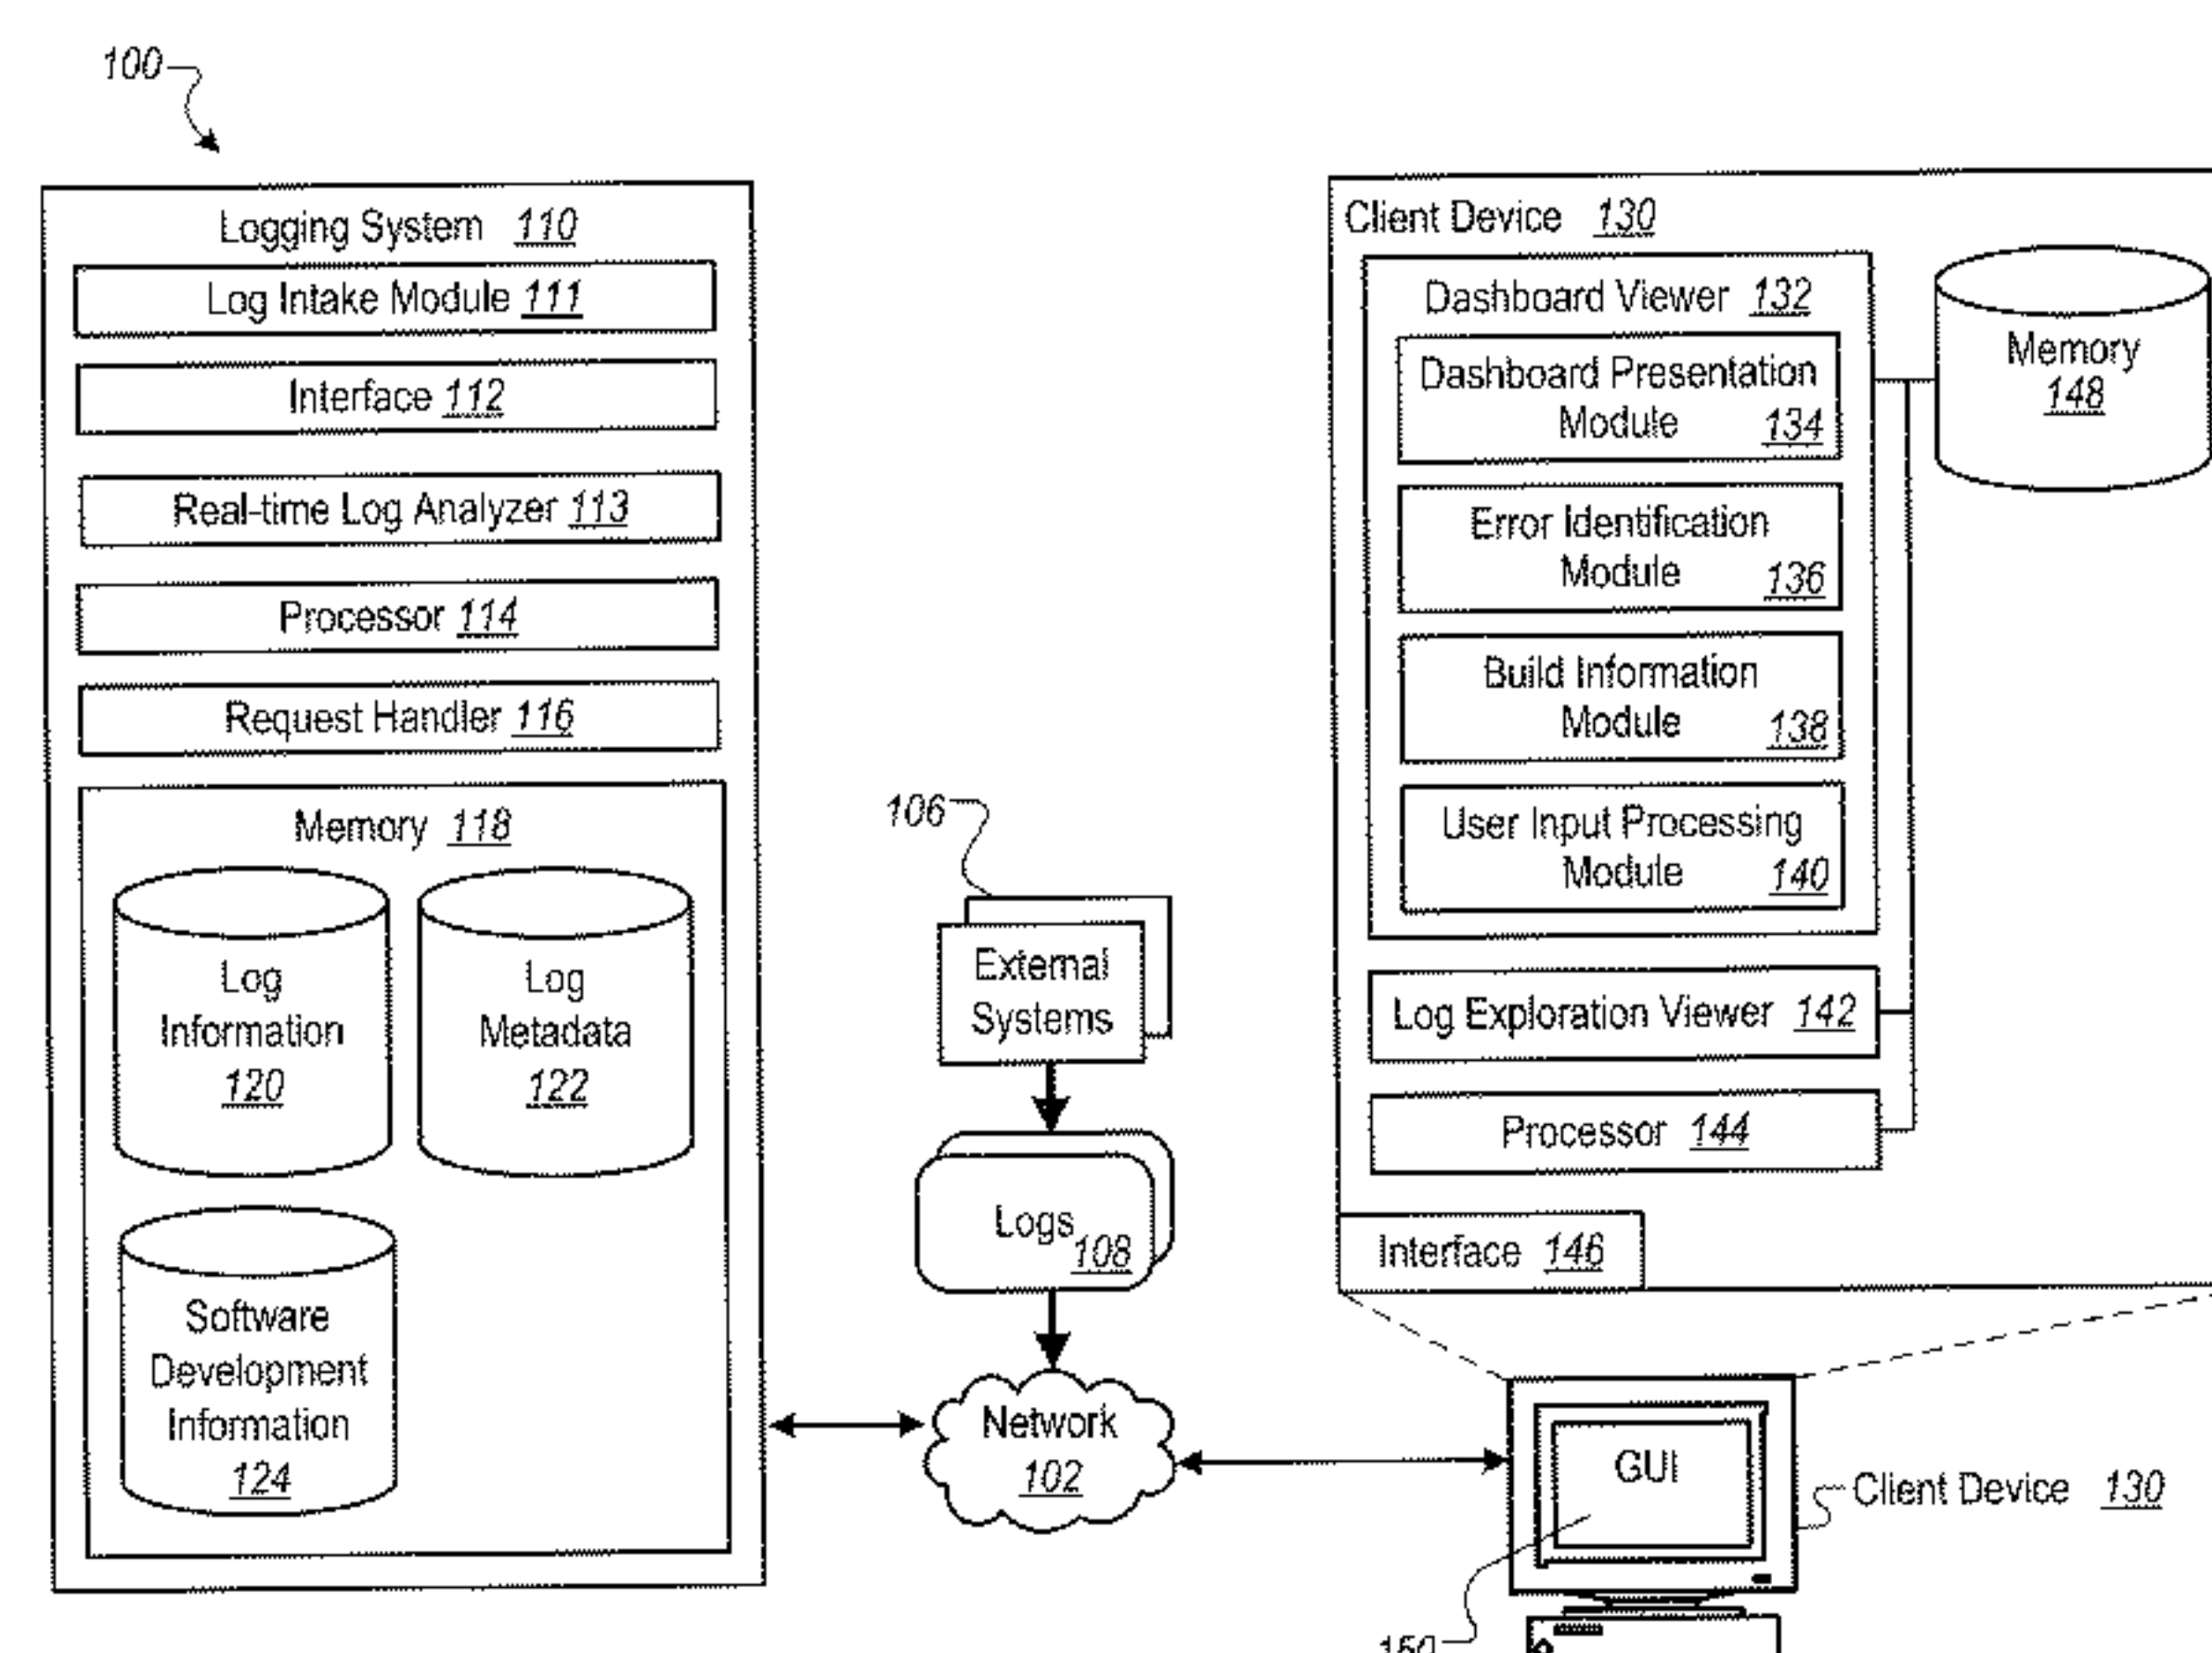 100
Logging System 110
Log Intake Module 111
Interface 112
Real-time Log Analyzer 113
Processor 114
Request Handler 116
Memory 118
Log
Information
120
Log
Metadata
122
Software
Development
Information
124
106
External
Systems
Logs
108
Network
102
Client Device 130
Dashboard Viewer 132
Dashboard Presentation
Module 134
Error Identification
Module 136
Build Information
Module 138
User Input Processing
Module 140
Log Exploration Viewer 142
Processor 144
Interface 146
Memory
148
GUI
Client Device 130
150